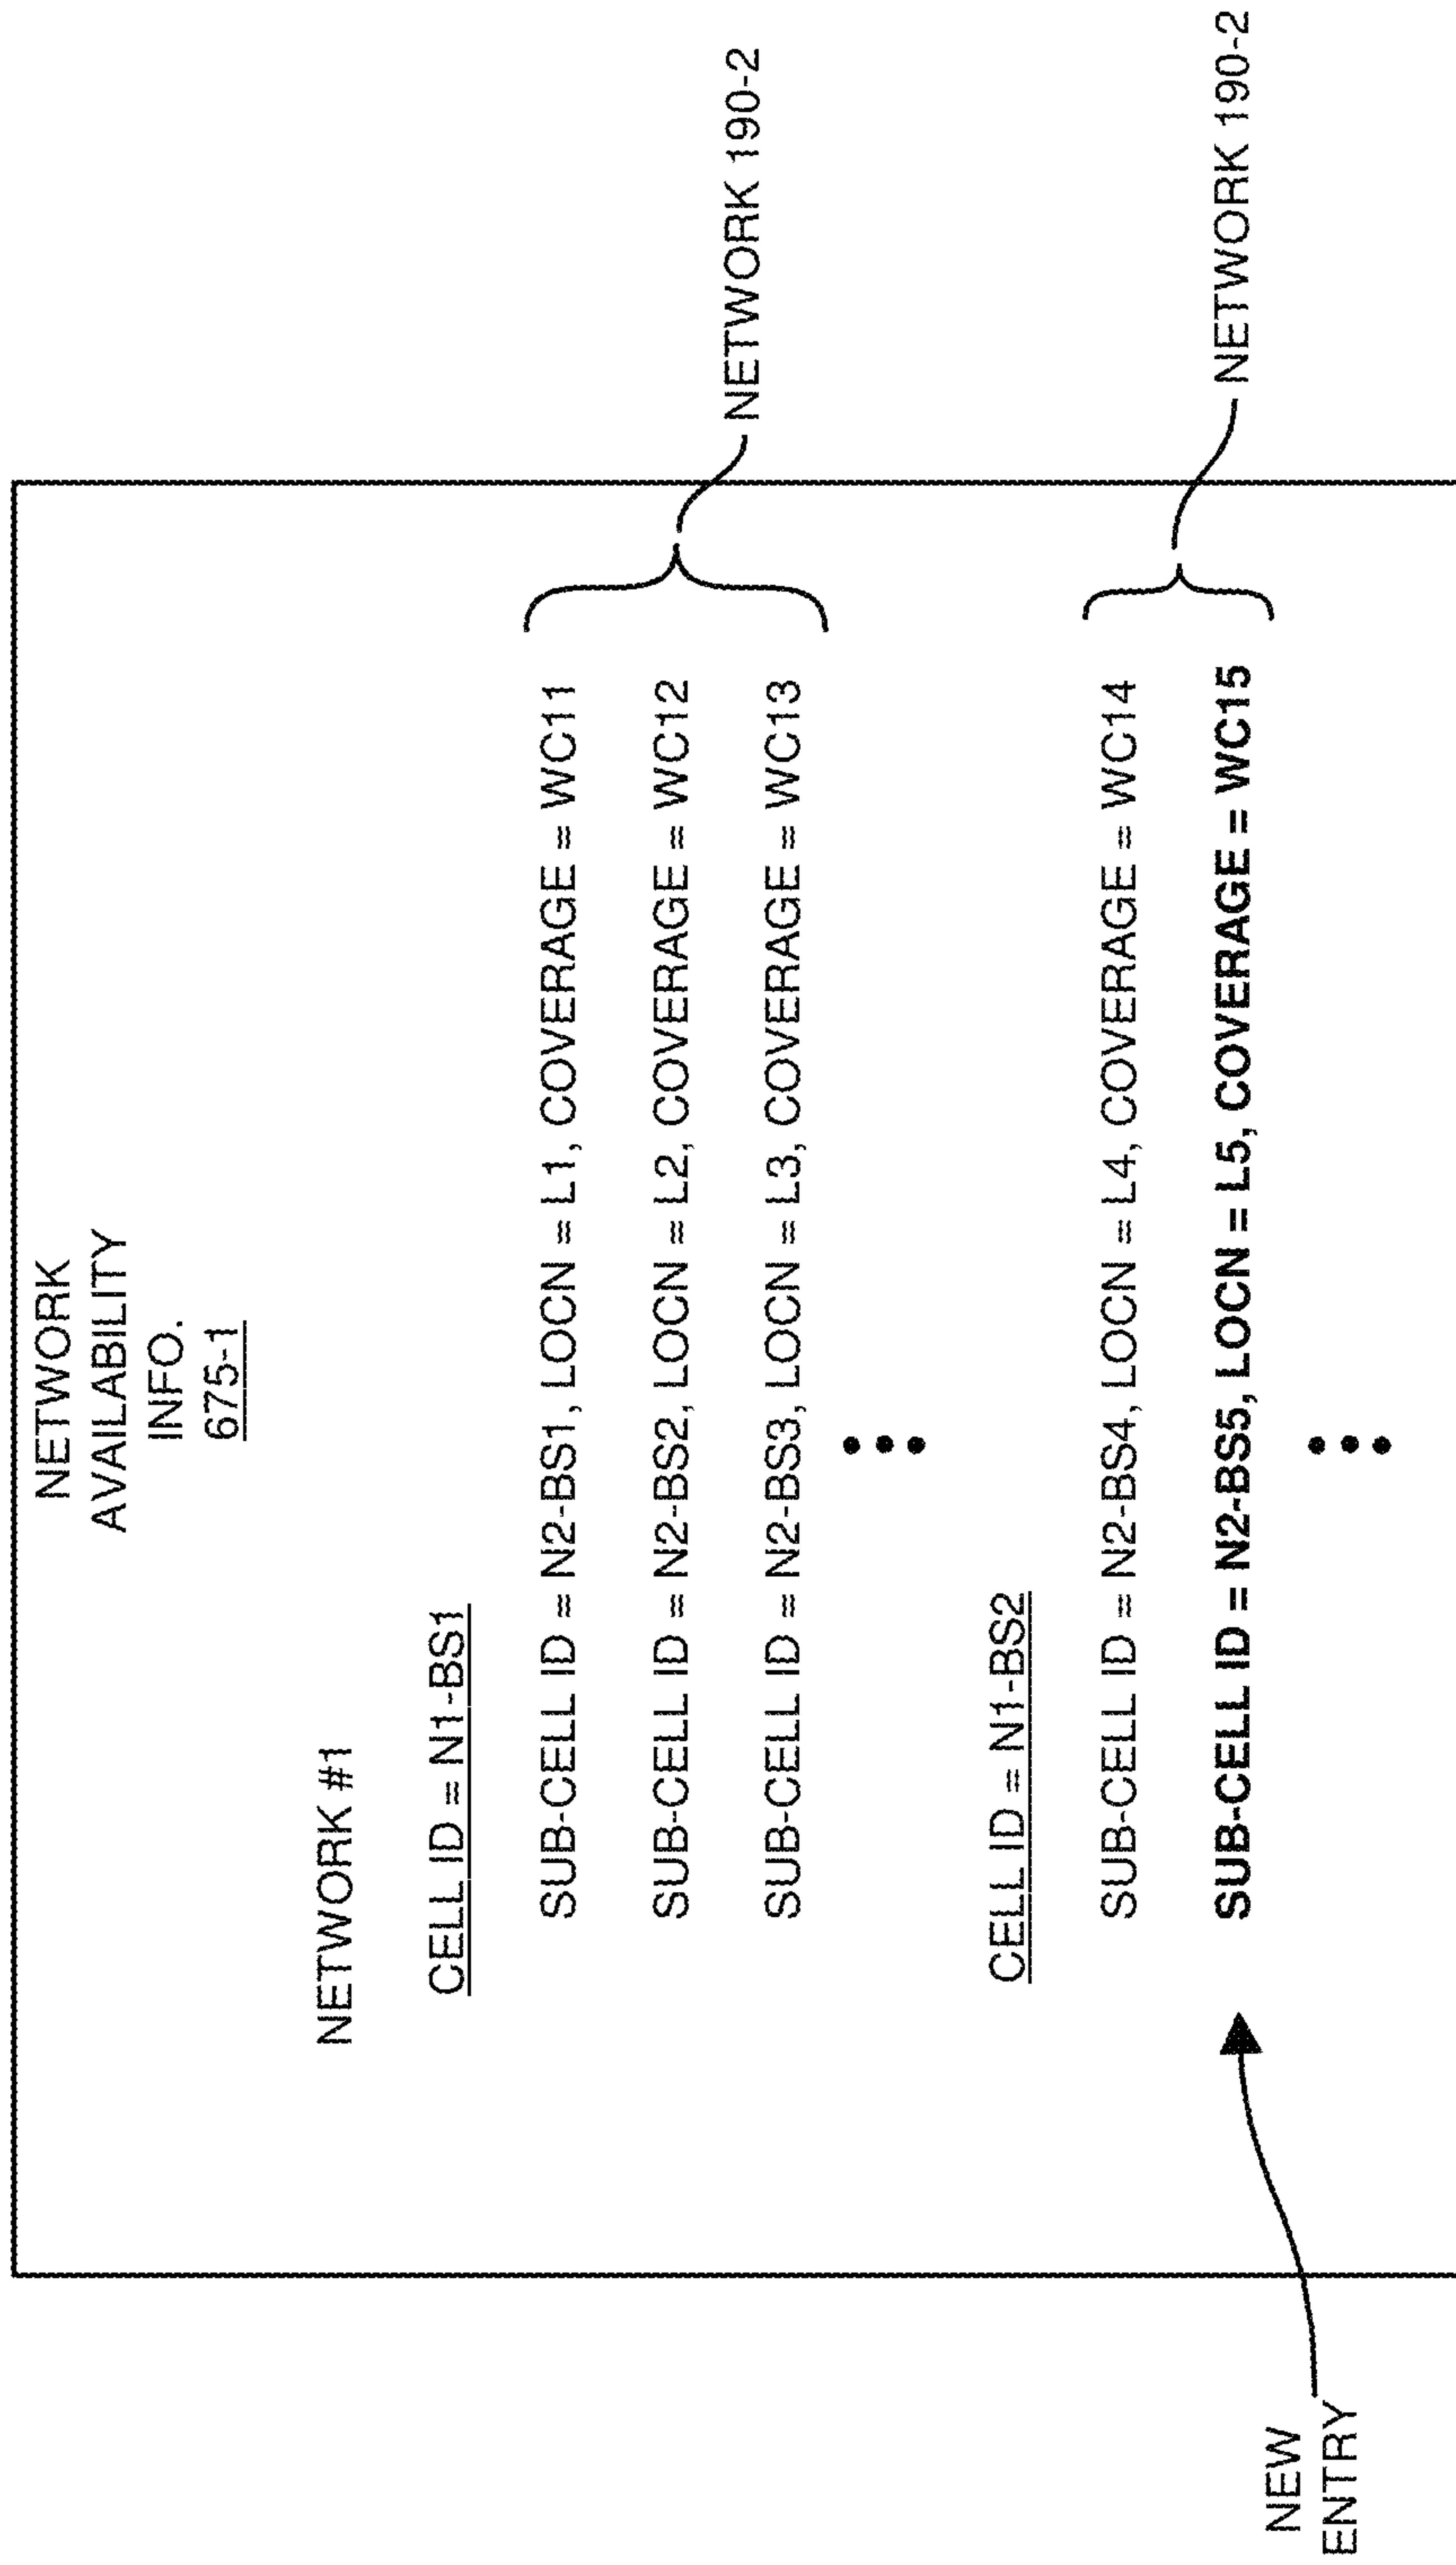 NETWORK
AVAILABILITY
INFO.
675-1
NETWORK #1
CELL ID = N1-BS1
SUB-CELL ID = N2-BS1, LOCN = L1, COVERAGE = WC11
SUB-CELL ID = N2-BS2, LOCN = L2, COVERAGE = WC12
SUB-CELL ID = N2-BS3, LOCN = L3, COVERAGE = WC13
NETWORK 190-2
CELL ID = N1-BS2
SUB-CELL ID = N2-BS4, LOCN = L4, COVERAGE = WC14
SUB-CELL ID = N2-BS5, LOCN = L5, COVERAGE = WC15
NETWORK 190-2
NEW
ENTRY